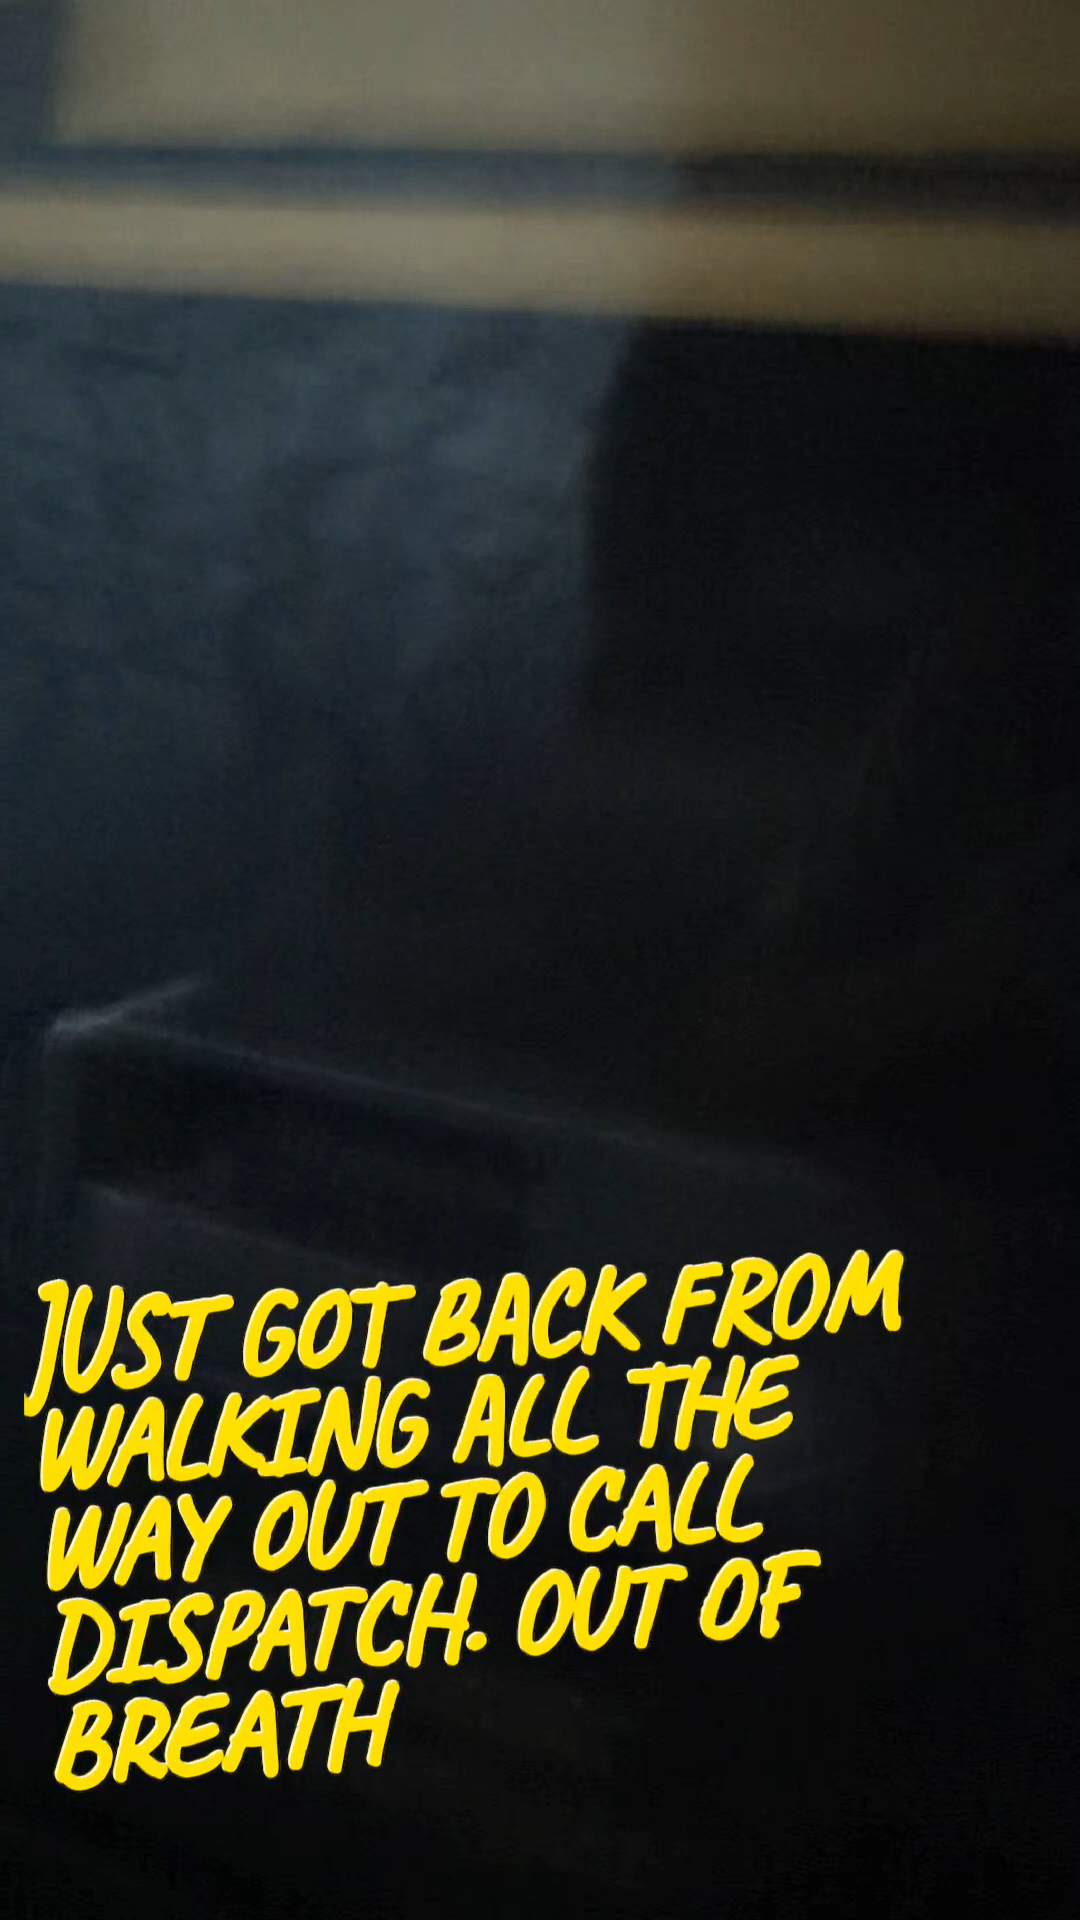 JUST GOT BACK FROM
WALKING ALL THE
WAY OUT TO CALL
DISPATCH. OUT OF
BREATH